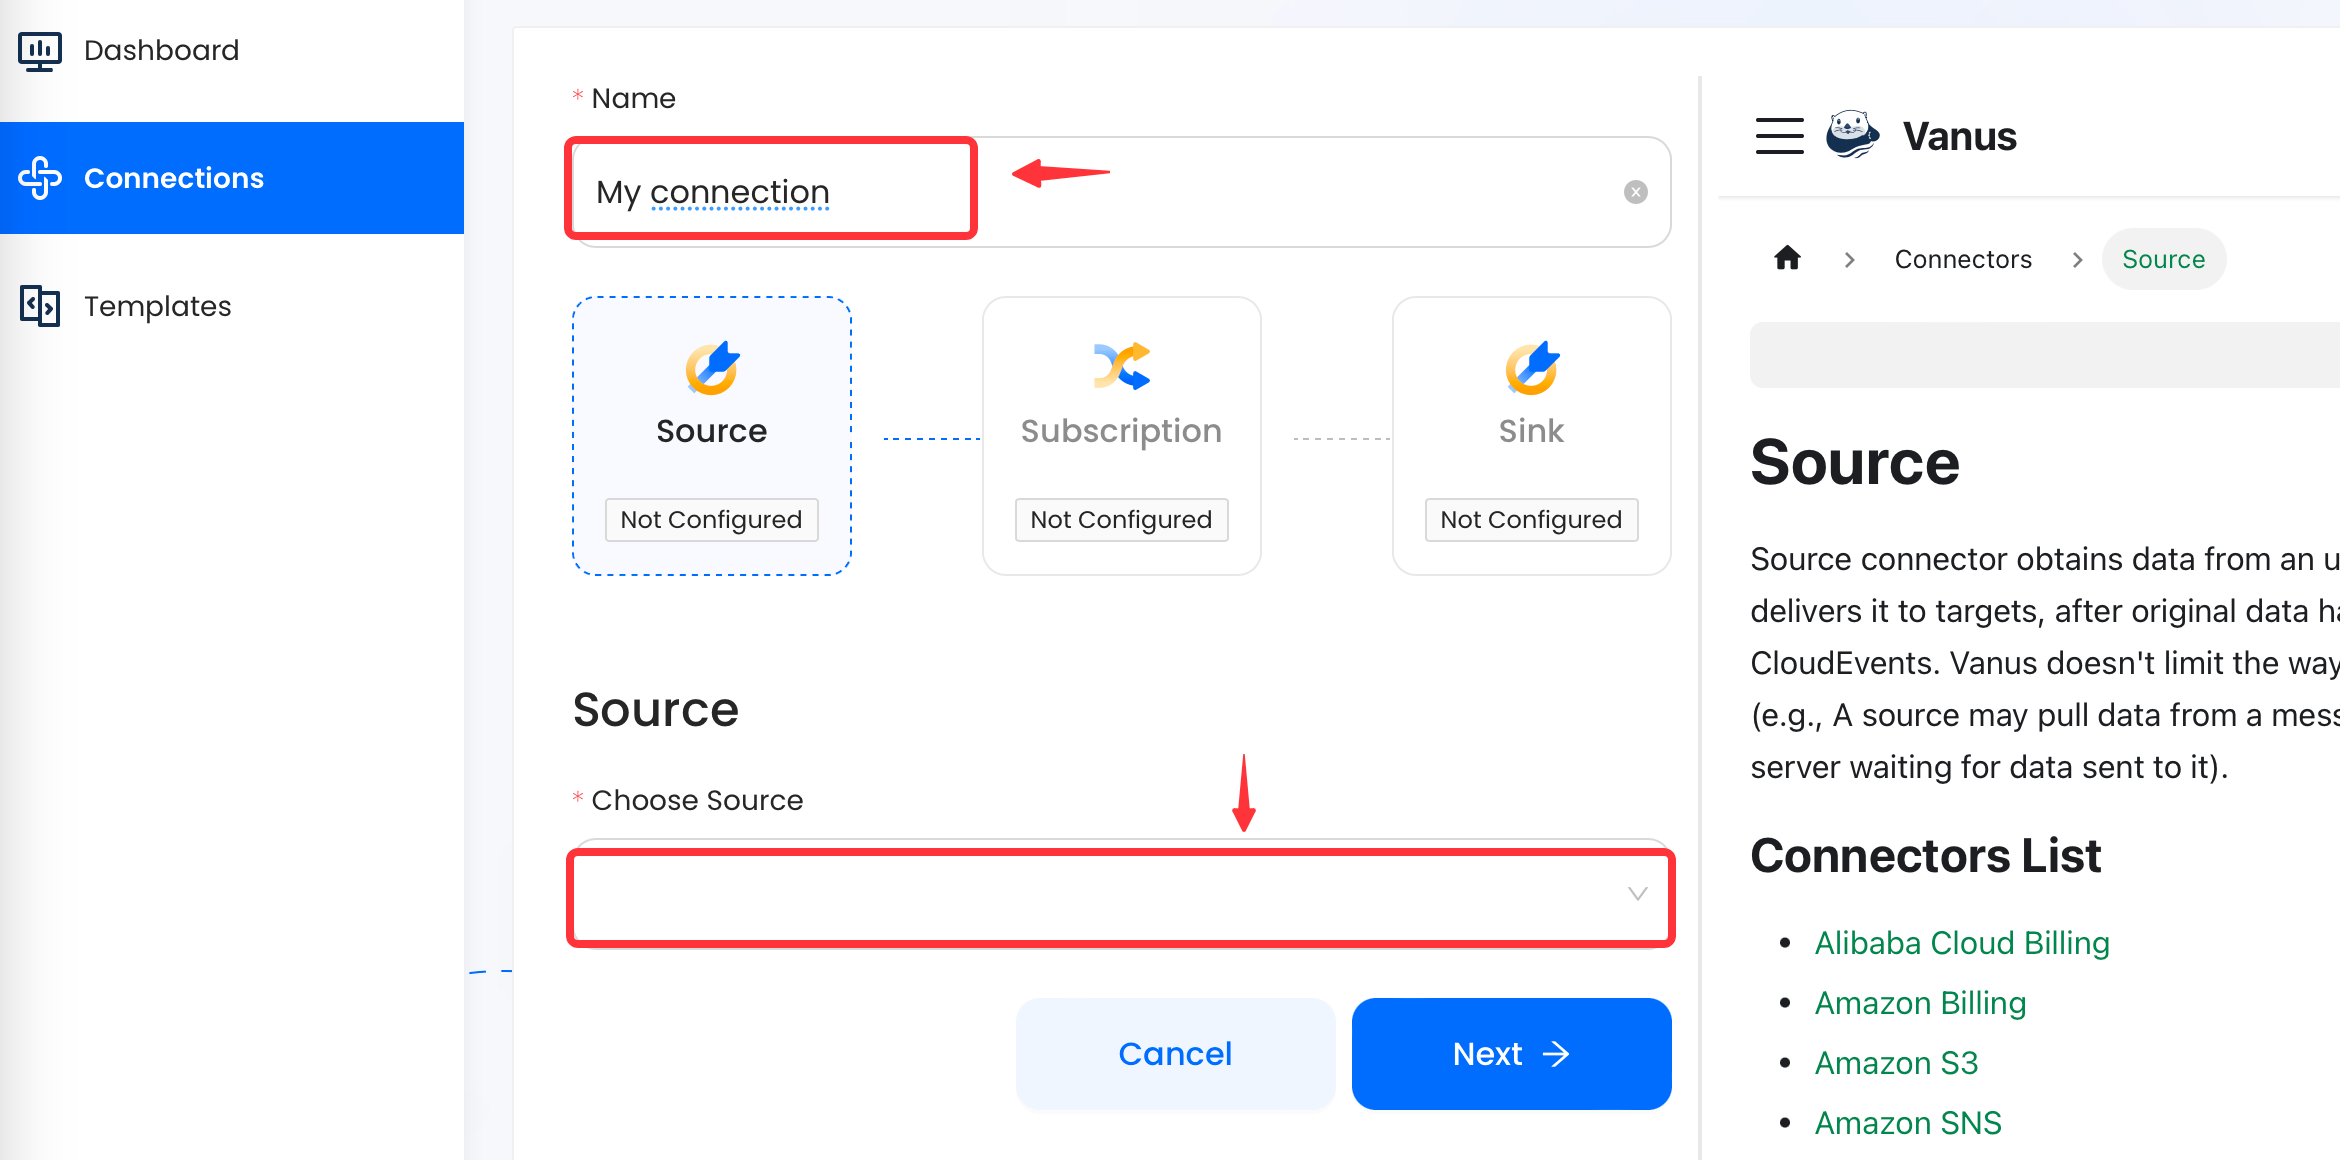 Dashboard
Connections
Templates
* Name
My connection
Source
Not Configured
Subscription
Not Configured
Sink
Not Configured
Source
* Choose Source
Cancel
Next
Vanus
Connectors
Source
Source
Source connector obtains data from an u
delivers it to targets, after original data ha
CloudEvents. Vanus doesn't limit the way
(e.g., A source may pull data from a mess
server waiting for data sent to it).
Connectors List
• Alibaba Cloud Billing
• Amazon Billing
• Amazon S3
• Amazon SNS